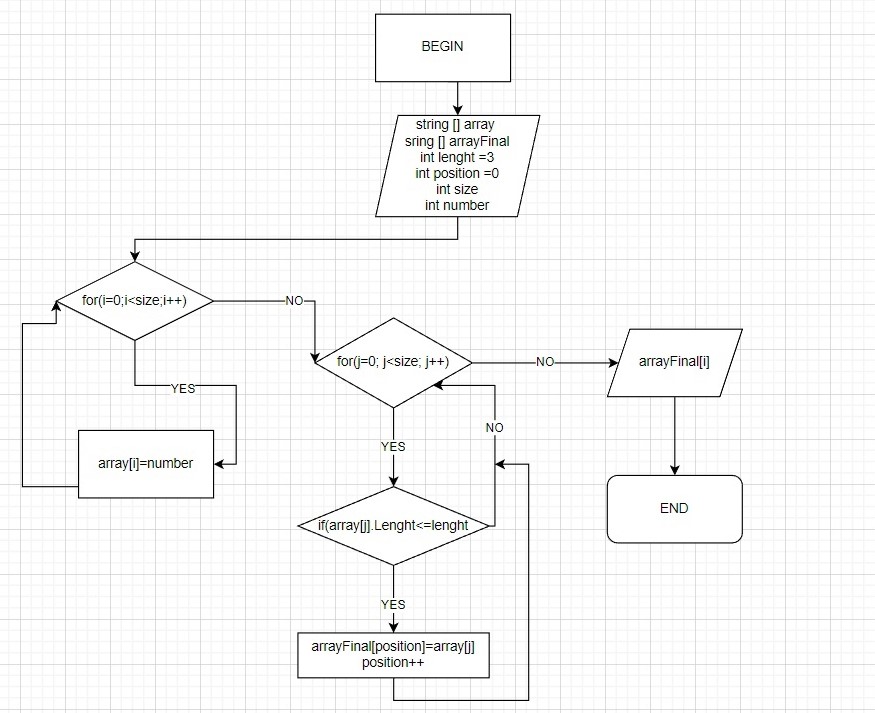 BEGIN
string [] array
sring [] arrayFinal
int lenght =3
int position =0
int size
int number
for(i=0;i<size;i++)
NO
for(j=0; j<size; j++)
NO
arrayFinal[i]
YES
array[i]=number
YES
NO
END
if(array[j].Lenght<=lenght
YES
arrayFinal[position]=array[j]
position++